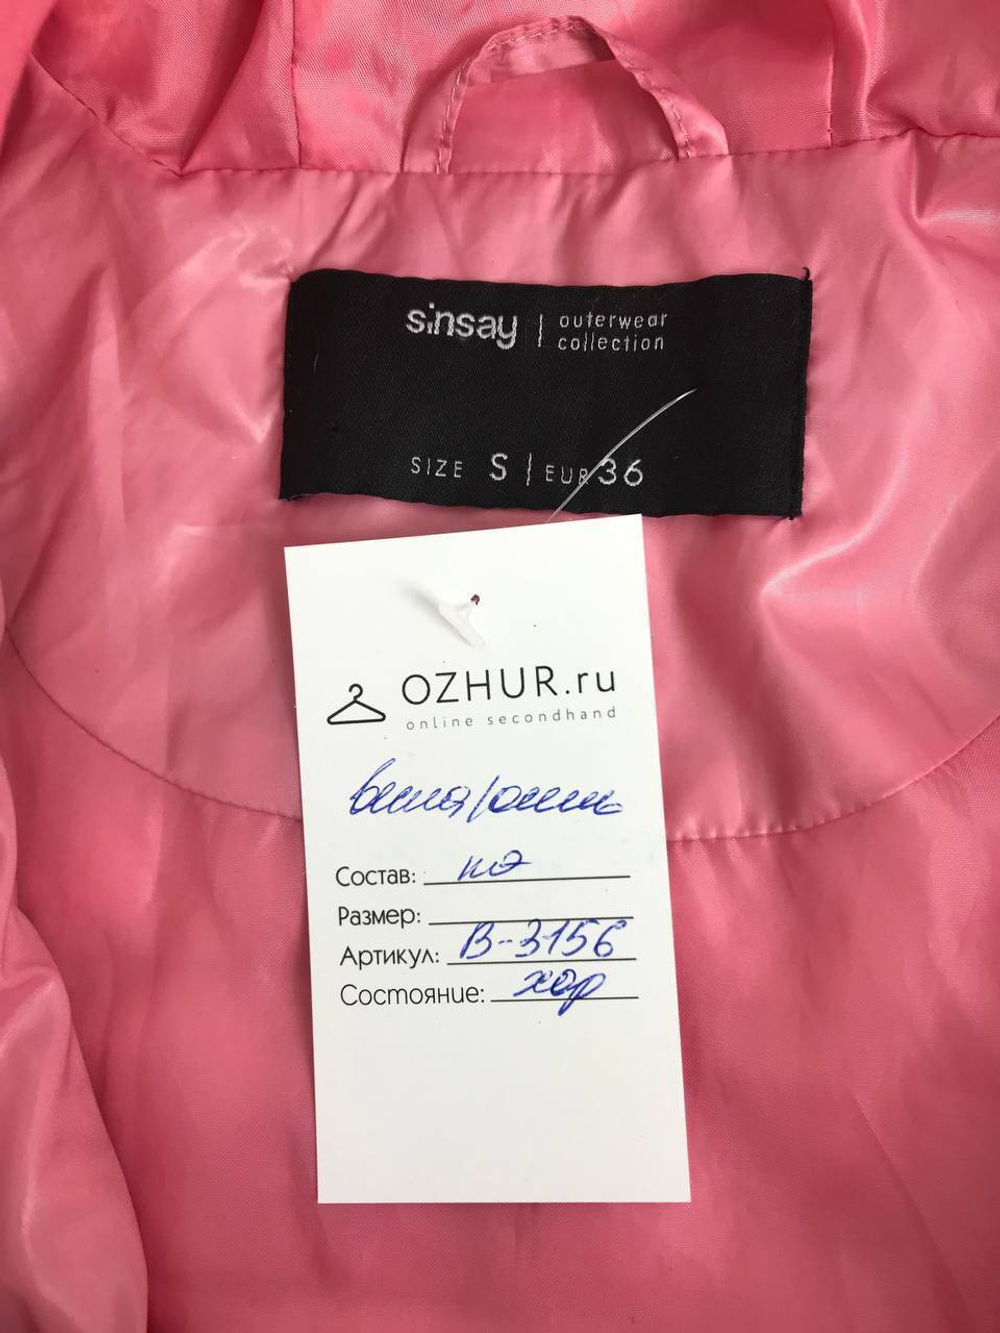 sinsay | outerwear
collection
SIZE S | EUR 36
OZHUR.ru
online secondhand
весна/осень
Состав: пэ
Размер:
Артикул: В-3156
Состояние: хор